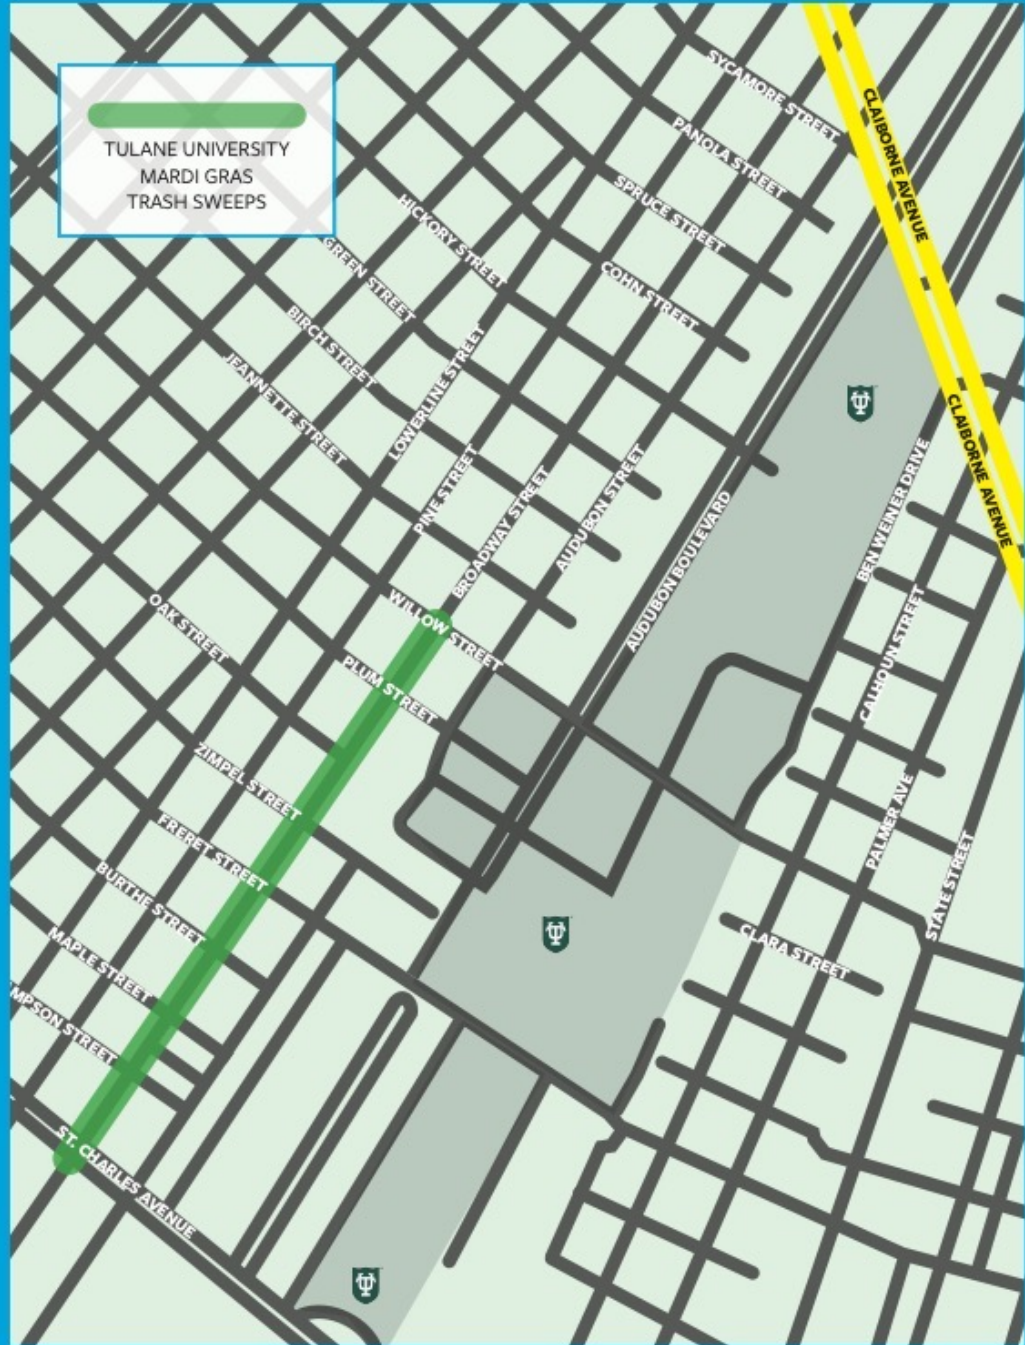 TULANE UNIVERSITY
MARDI GRAS
TRASH SWEEPS
SYCAMORE STREET
CLAIBORNE AVENUE
PANOLA STREET
SPRUCE STREET
HICKORY STREET
GREEN STREET
COHN STREET
BIRCH STREET
LOWERLINE STREET
JEANNETTE STREET
CLAIBORNE AVENUE
PINE STREET
BROADWAY STREET
AUDUBON STREET
AUDUBON BOULEVARD
BEN WEINER DRIVE
WILLOW STREET
OAK STREET
PLUM STREET
CALHOUN STREET
ZIMPEL STREET
FRERET STREET
PALMER AVE
STATE STREET
BURTHE STREET
MAPLE STREET
CLARA STREET
MPSON STREET
ST. CHARLES AVENUE